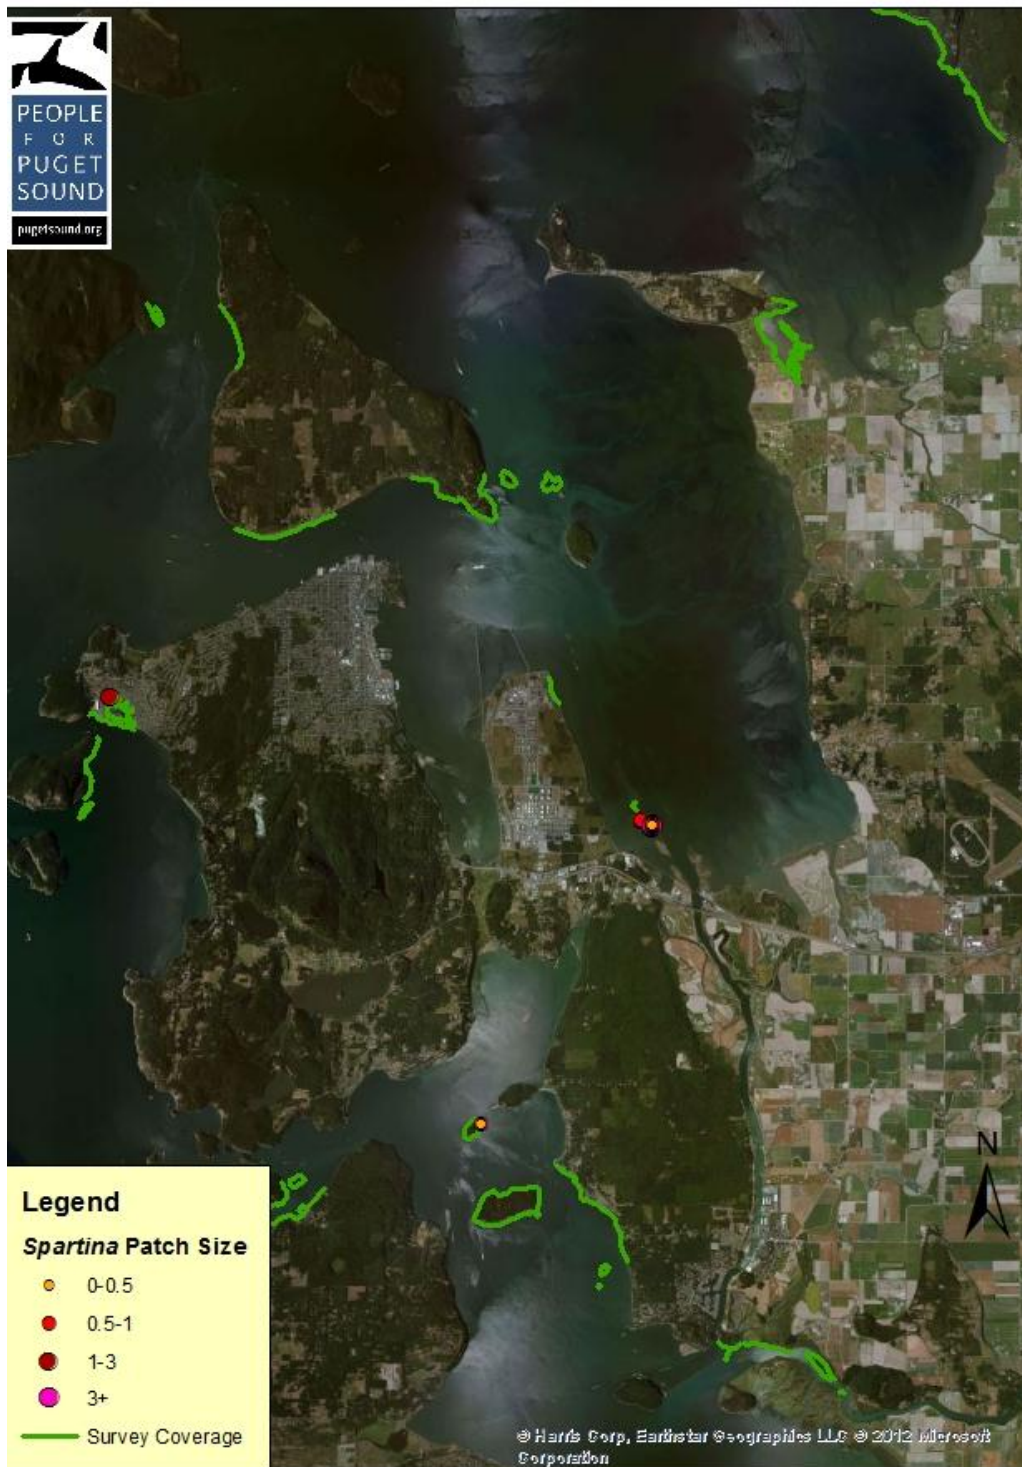 PEOPLE
FOR
PUGET
SOUND
pugetsound.org
N
Legend
Spartina Patch Size
0-0.5
0.5-1
1-3
3+
Survey Coverage
© Harris Corp, Earthstar Geographics LLC © 2012 Microsoft
Corporation